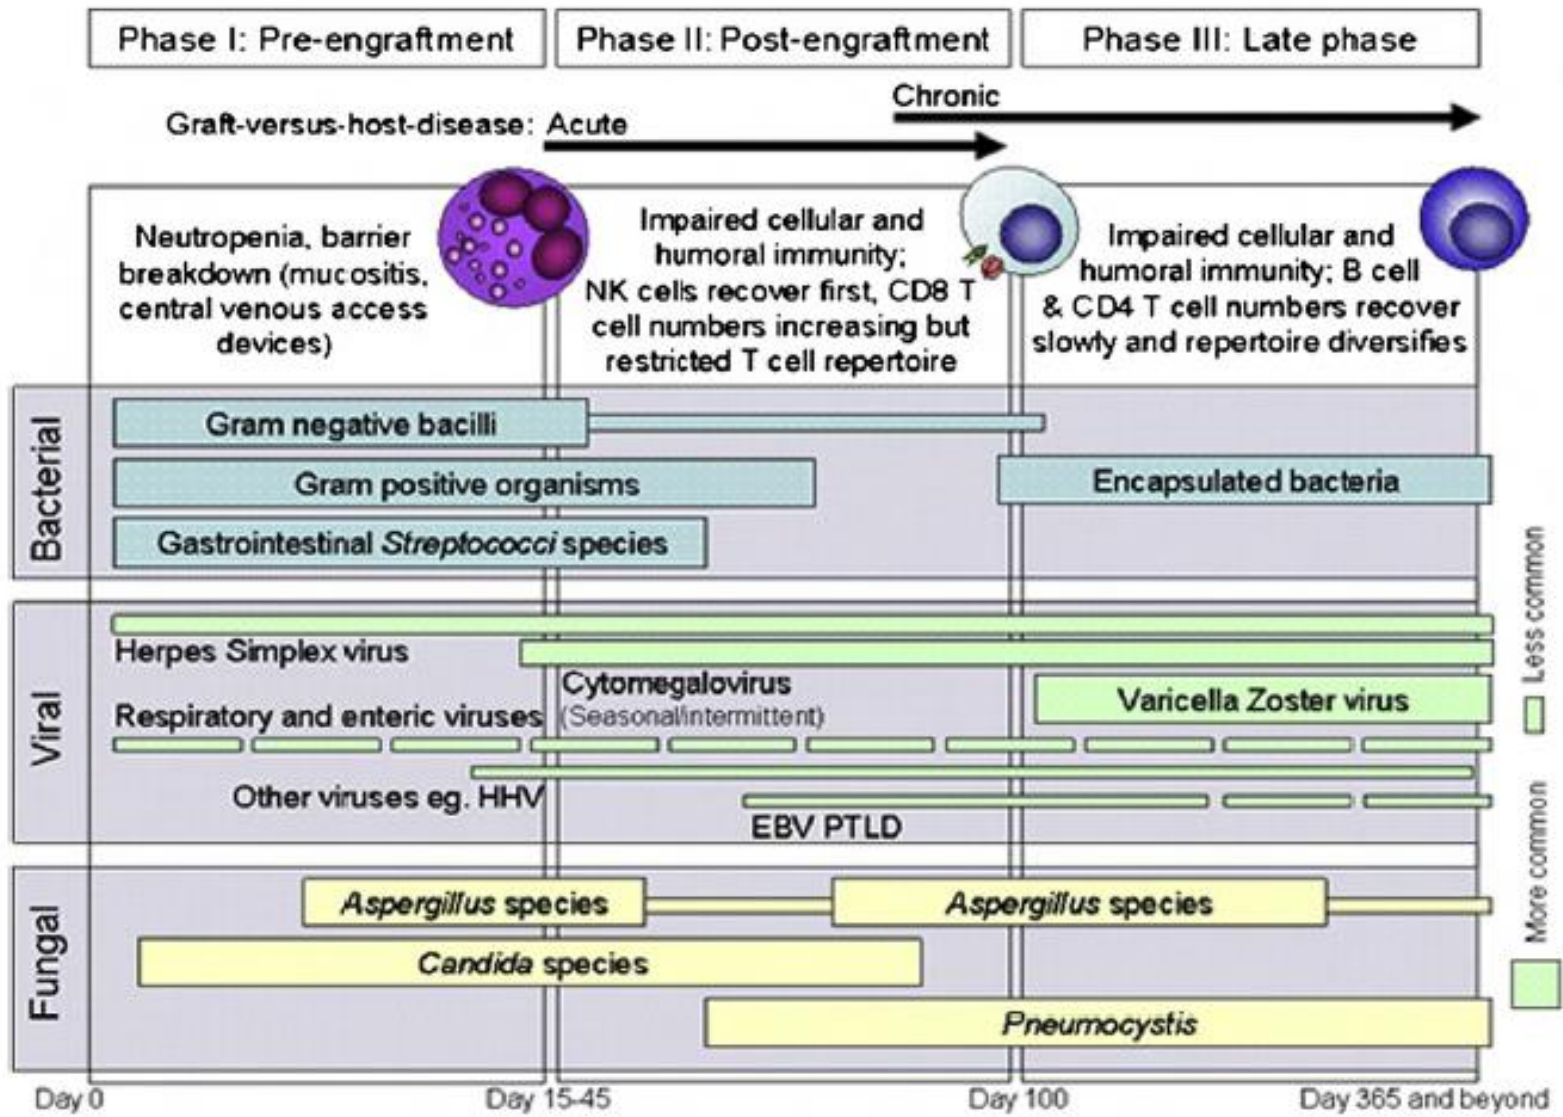 Phase I: Pre-engraftment
Phase II: Post-engraftment
Phase III: Late phase
Chronic
Graft-versus-host-disease: Acute
Neutropenia, barrier
breakdown (mucositis,
central venous access
devices)
Impaired cellular and
humoral immunity;
NK cells recover first, CD8 T
cell numbers increasing but
restricted T cell repertoire
Impaired cellular and
humoral immunity; B cell
& CD4 T cell numbers recover
slowly and repertoire diversifies
Bacterial
Gram negative bacilli
Gram positive organisms
Encapsulated bacteria
Gastrointestinal Streptococci species
Viral
Herpes Simplex virus
Cytomegalovirus
Varicella Zoster virus
Respiratory and enteric viruses (Seasonal/intermittent)
Other viruses eg. HHV
EBV PTLD
Fungal
Aspergillus species
Aspergillus species
Candida species
Pneumocystis
Less common
More common
Day 0
Day 15-45
Day 100
Day 365 and beyond